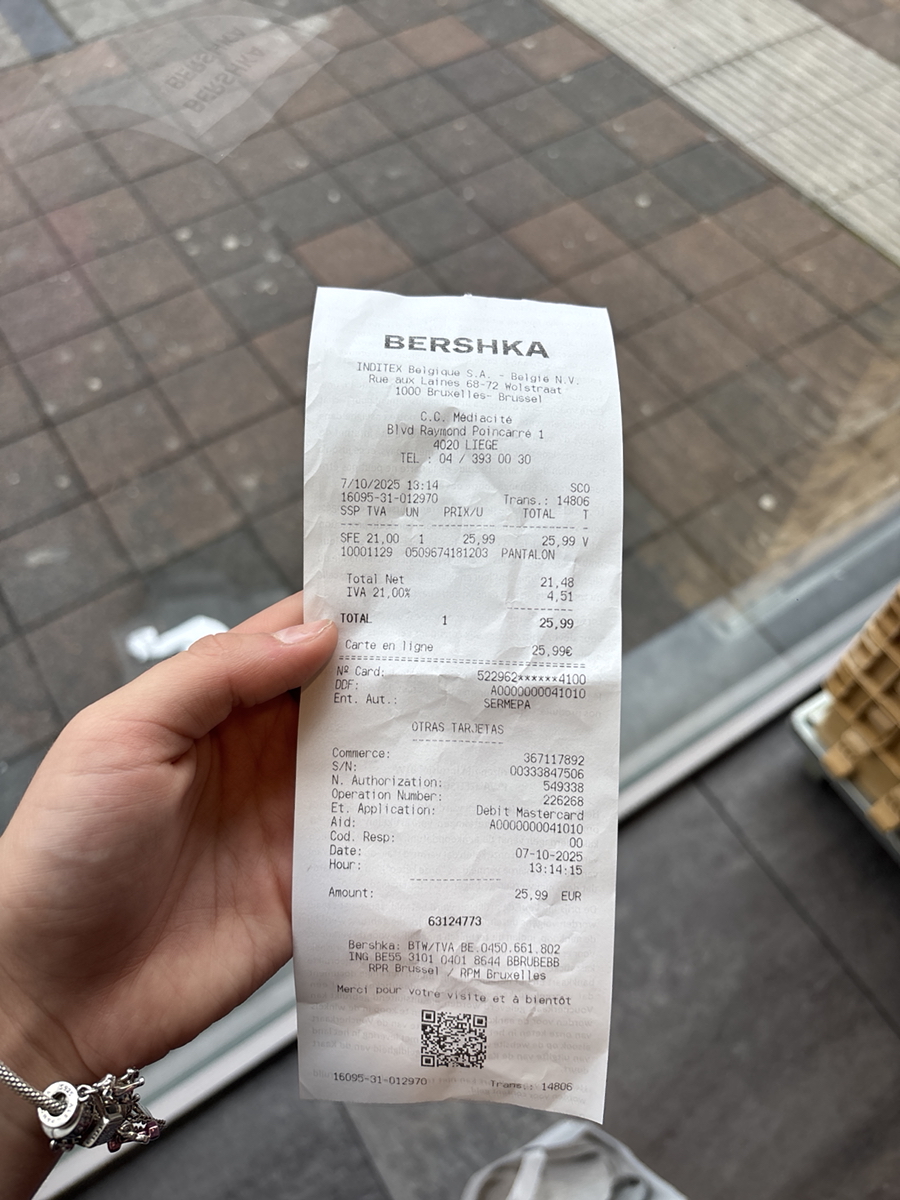 BERSHKA
INDITEX Belgique S.A. - België N.V.
Rue aux Laines 68-72 Wolstraat
1000 Bruxelles- Brussel
C.C. Médiacité
Blvd Raymond Poincarré 1
4020 LIEGE
TEL : 04 / 393 00 30
7/10/2025 13:14 SCO
16095-31-012970 Trans.: 14806
SSP TVA UN PRIX/U TOTAL T
SFE 21,00 1 25,99 25,99 V
10001129 0509674181203 PANTALON
Total Net 21,48
IVA 21,00% 4,51
TOTAL 1 25,99
Carte en ligne 25,99€
Nº Card: 522962******4100
DDF: A0000000041010
Ent. Aut.: SERMEPA
OTRAS TARJETAS
Commerce: 367117892
S/N: 00333847506
N. Authorization: 549338
Operation Number: 226268
Et. Application: Debit Mastercard
Aid: A0000000041010
Cod. Resp: 00
Date: 07-10-2025
Hour: 13:14:15
Amount: 25,99 EUR
63124773
Bershka: BTW/TVA BE.0450.661.802
ING BE55 3101 0401 8644 BBRUBEBB
RPR Brussel / RPM Bruxelles
Merci pour votre visite et à bientôt
16095-31-012970 Trans.: 14806